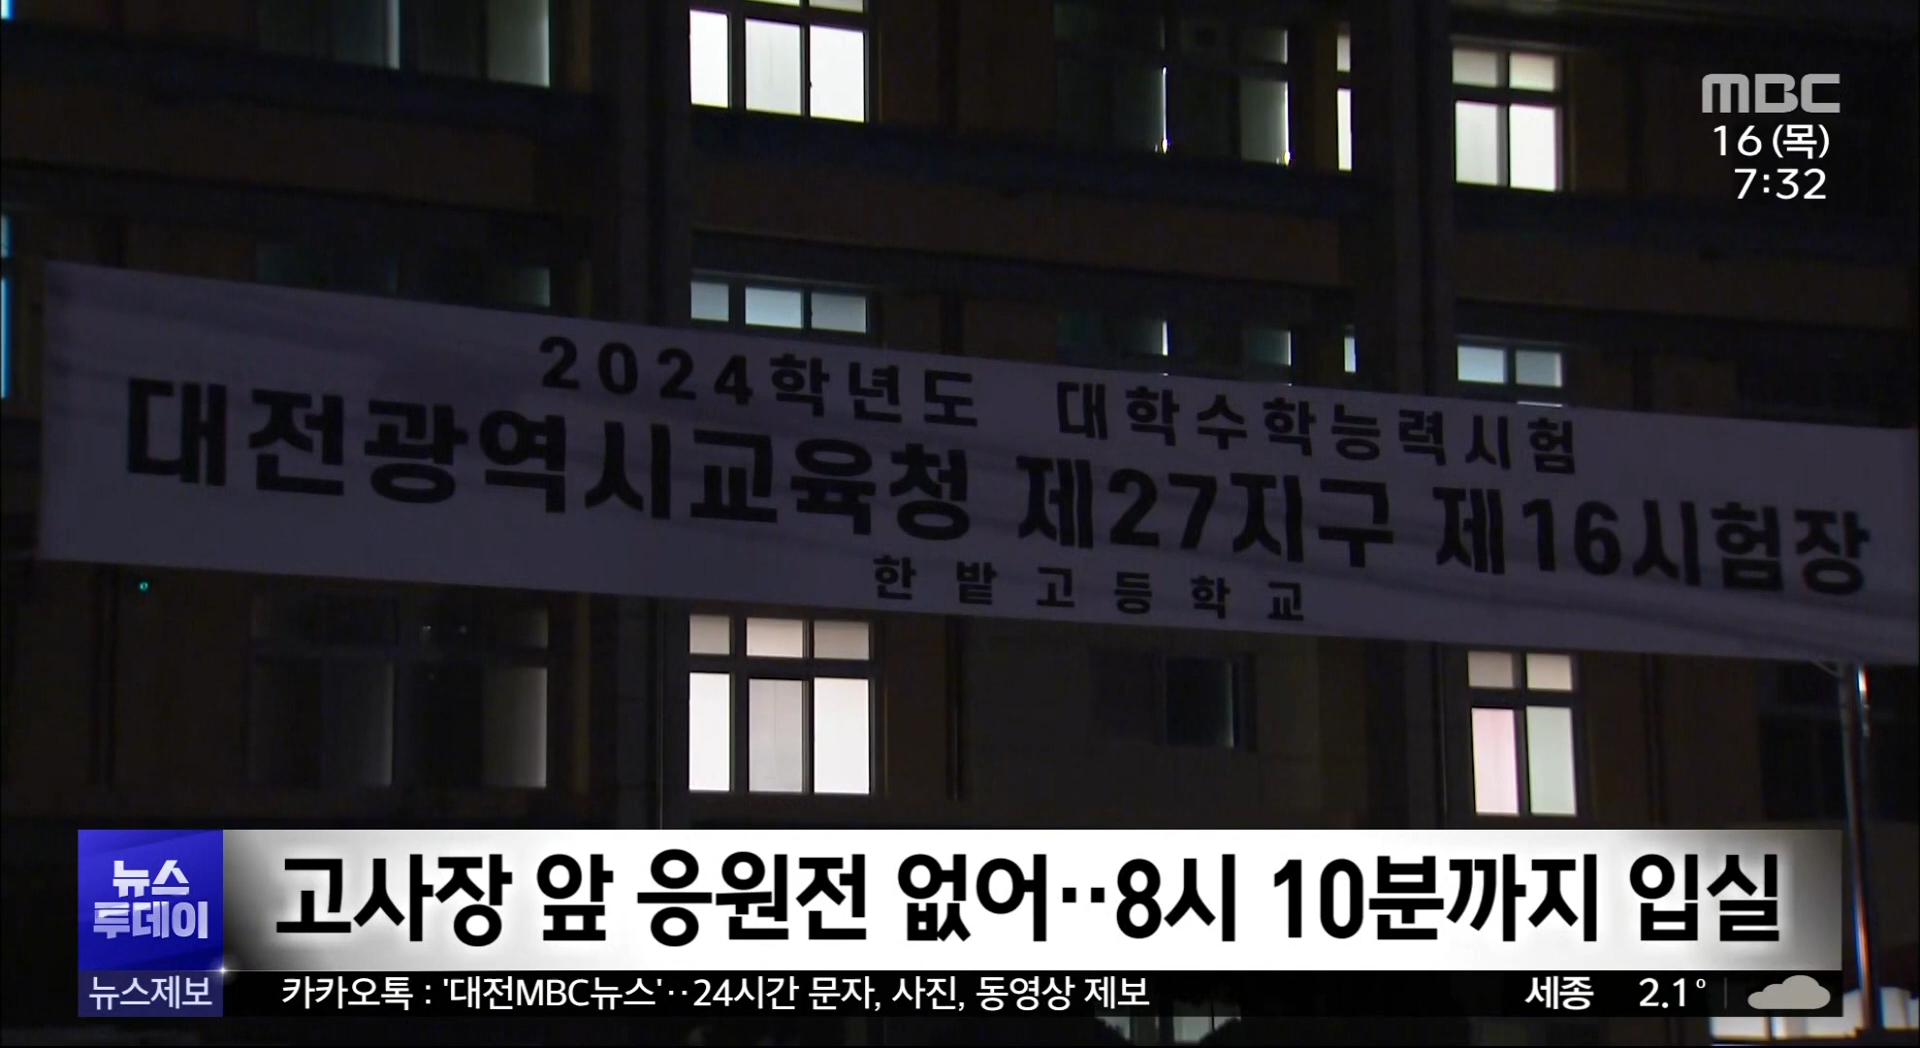 MBC
16 (목)
7:32
2024학년도 대학수학능력시험
대전광역시교육청 제27지구 제16시험장
한밭고등학교
뉴스
투데이
고사장 앞 응원전 없어··8시 10분까지 입실
뉴스제보
카카오톡 : '대전MBC뉴스'··24시간 문자, 사진, 동영상 제보
세종 2.1°